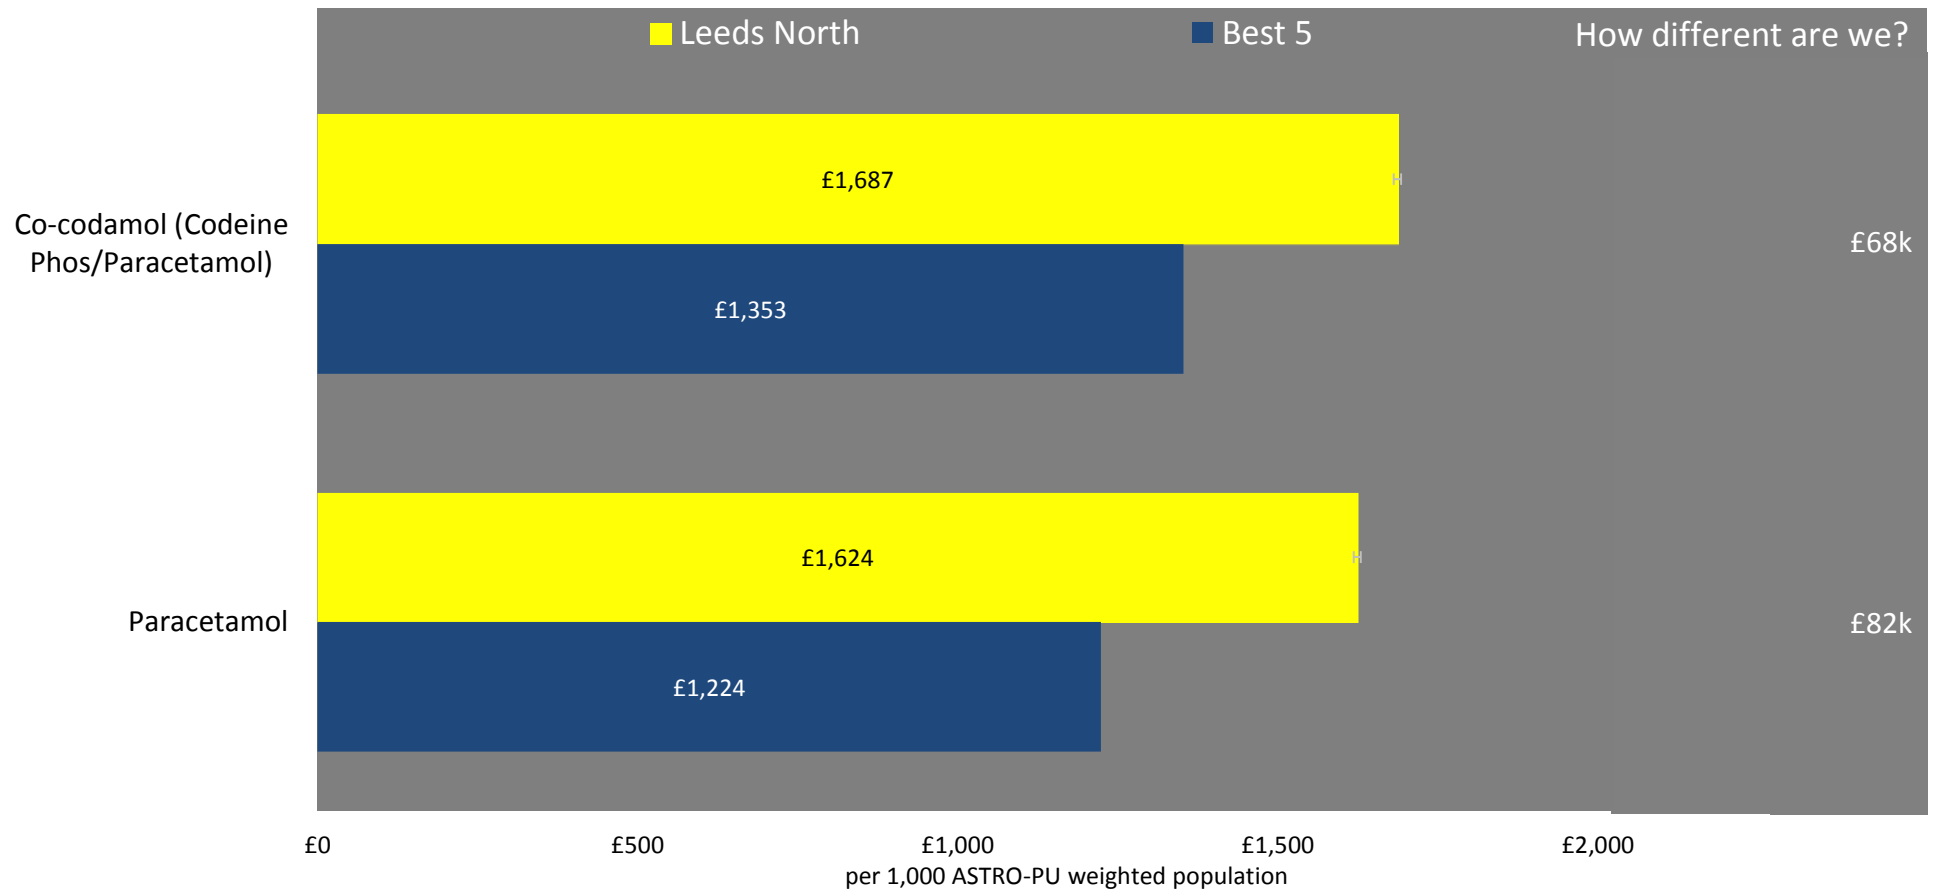 Leeds North
Best 5
How different are we?
Co-codamol (Codeine
Phos/Paracetamol)
£1,687
£1,353
£68k
Paracetamol
£1,624
£1,224
£82k
£0
£500
£1,000
£1,500
£2,000
per 1,000 ASTRO-PU weighted population